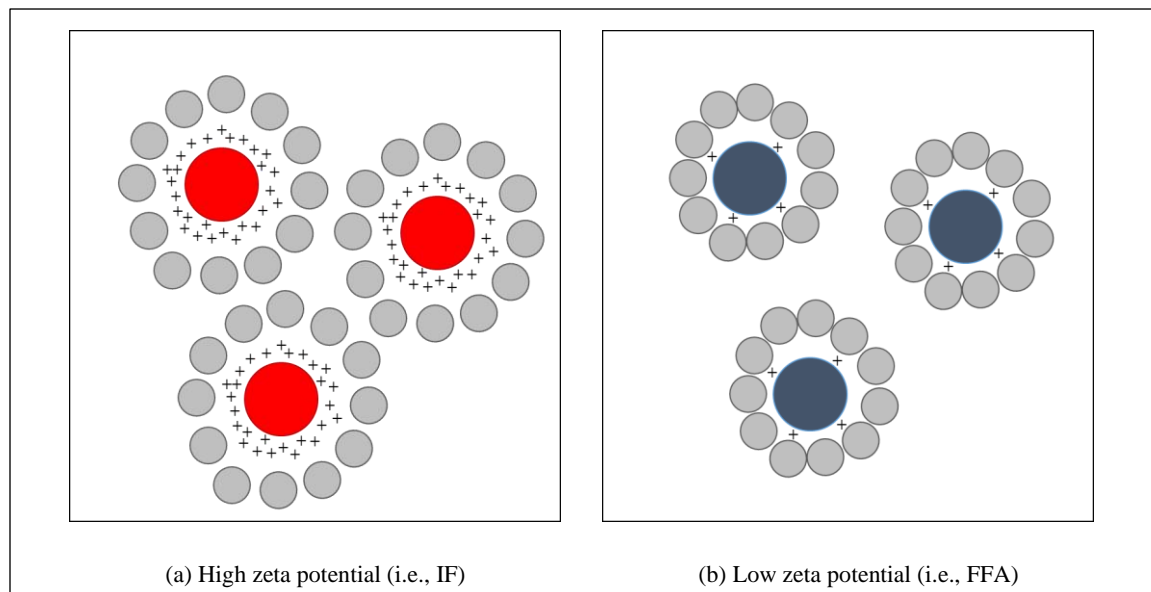 (a) High zeta potential (i.e., IF)
(b) Low zeta potential (i.e., FFA)